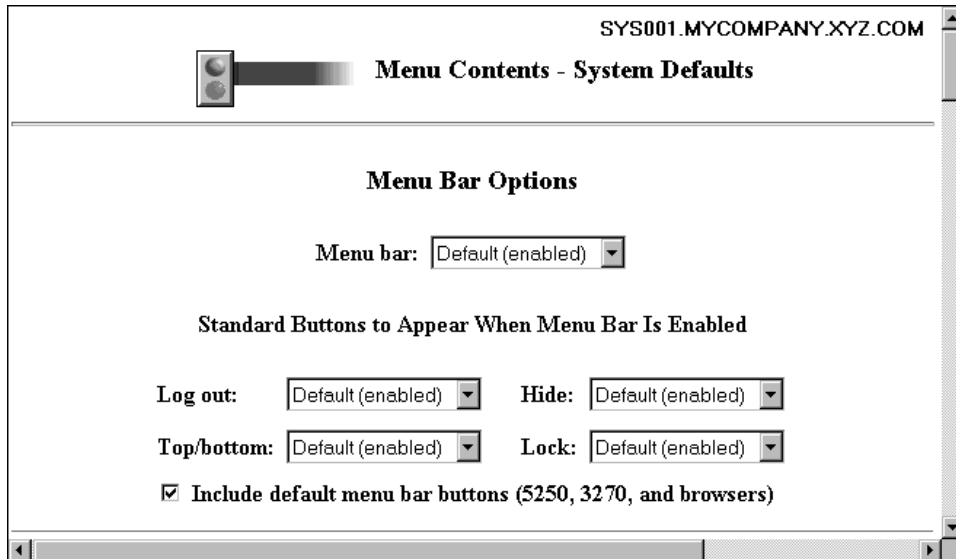 SYS001.MYCOMPANY.XYZ.COM
Menu Contents - System Defaults
Menu Bar Options
Menu bar: Default (enabled)
Standard Buttons to Appear When Menu Bar Is Enabled
Log out: Default (enabled) Hide: Default (enabled)
Top/bottom: Default (enabled) Lock: Default (enabled)
Include default menu bar buttons (5250, 3270, and browsers)